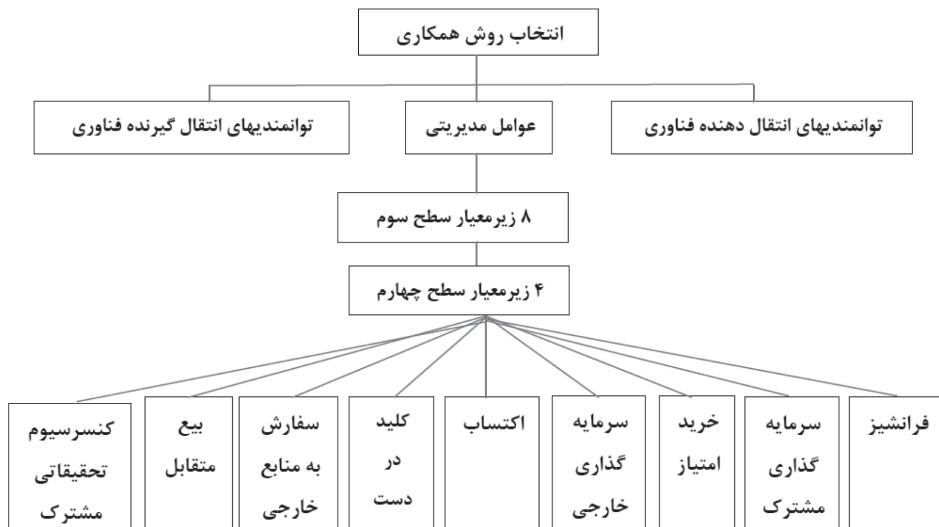 انتخاب روش همکاری
توانمندیهای انتقال دهنده فناوری
عوامل مدیریتی
توانمندیهای انتقال گیرنده فناوری
۸ زیرمعیار سطح سوم
۴ زیرمعیار سطح چهارم
فرانشیز
سرمایه
گذاری
مشترک
خرید
امتیاز
سرمایه
گذاری
خارجی
اکتساب
کلید
در
دست
سفارش
به منابع
خارجی
بیع
متقابل
کنسرسیوم
تحقیقاتی
مشترک